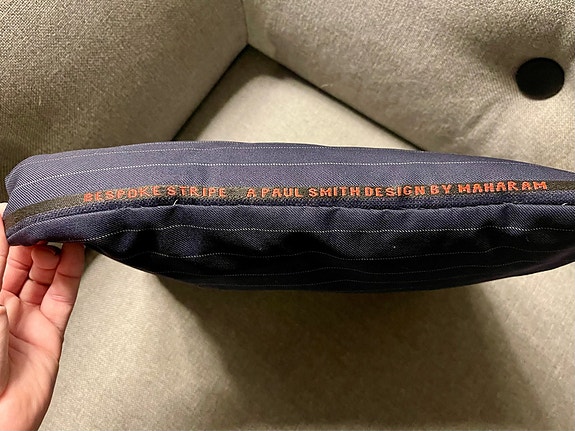 BESPOKE STRIPE A PAUL SMITH DESIGN BY MAHARAM